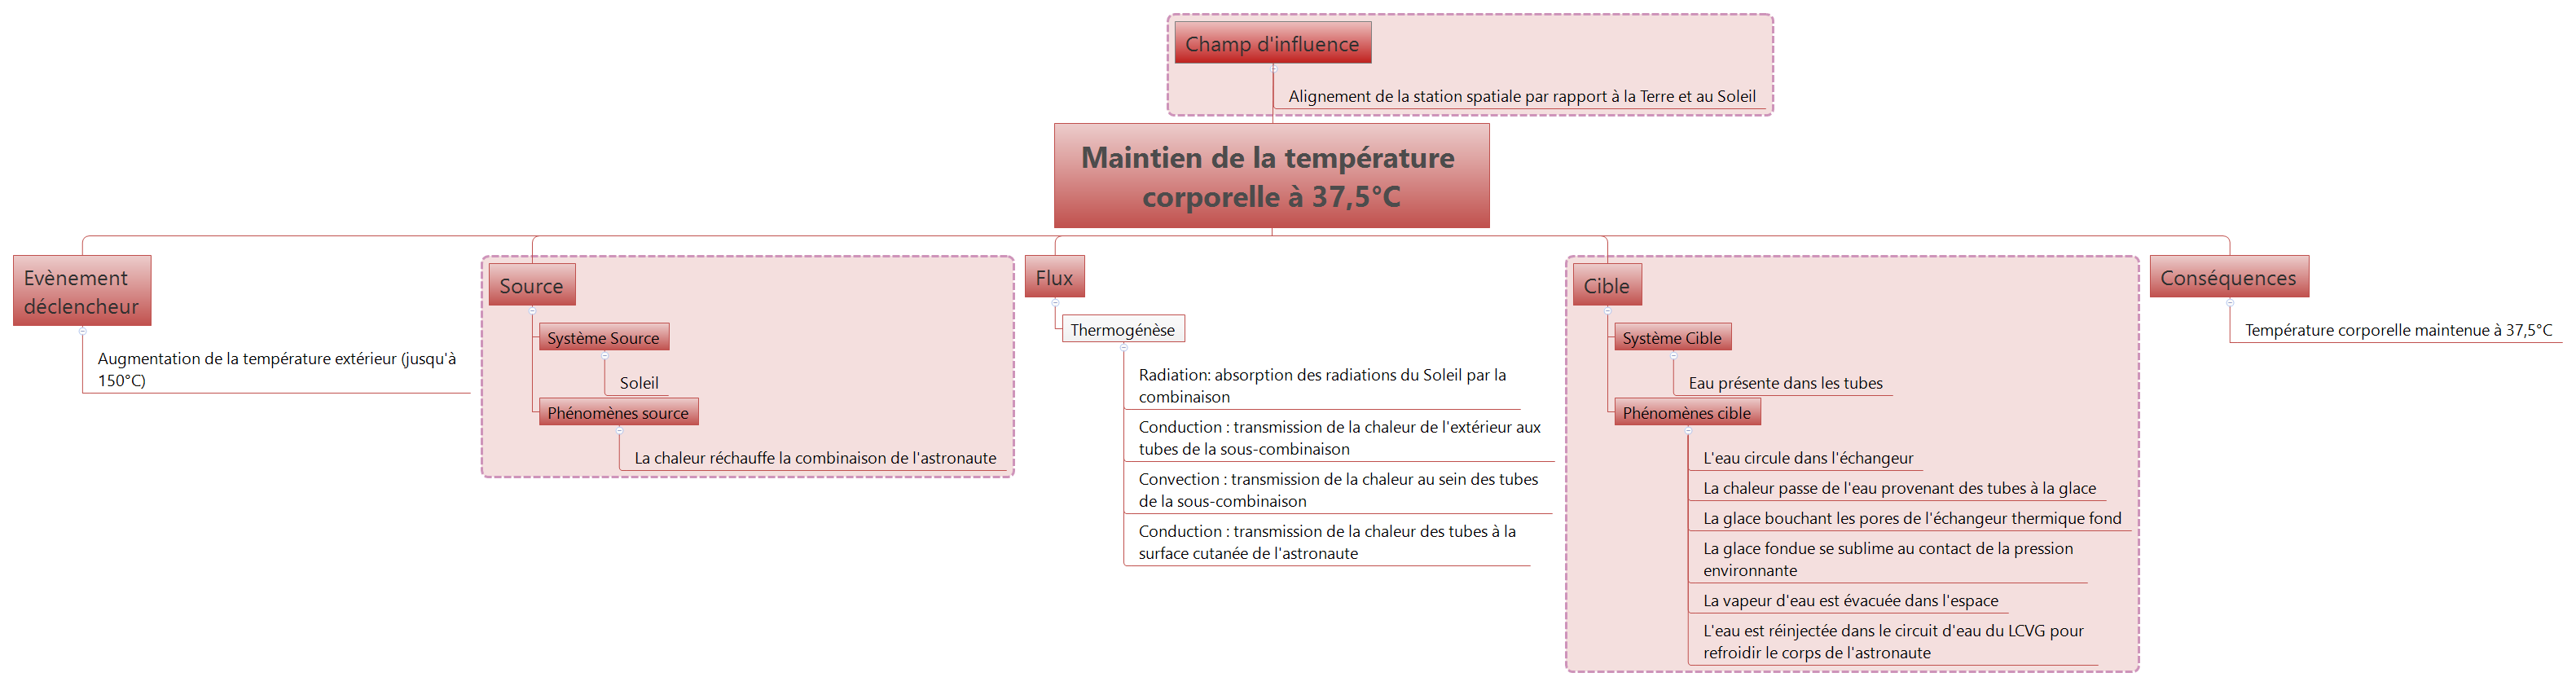 Champ d'influence
Alignement de la station spatiale par rapport à la Terre et au Soleil
Maintien de la température
corporelle à 37,5°C
Evènement
déclencheur
Augmentation de la température extérieur (jusqu'à
150°C)
Source
Système Source
Soleil
Phénomènes source
La chaleur réchauffe la combinaison de l'astronaute
Flux
Thermogénèse
Radiation: absorption des radiations du Soleil par la
combinaison
Conduction : transmission de la chaleur de l'extérieur aux
tubes de la sous-combinaison
Convection : transmission de la chaleur au sein des tubes
de la sous-combinaison
Conduction : transmission de la chaleur des tubes à la
surface cutanée de l'astronaute
Cible
Système Cible
Eau présente dans les tubes
Phénomènes cible
L'eau circule dans l'échangeur
La chaleur passe de l'eau provenant des tubes à la glace
La glace bouchant les pores de l'échangeur thermique fond
La glace fondue se sublime au contact de la pression
environnante
La vapeur d'eau est évacuée dans l'espace
L'eau est réinjectée dans le circuit d'eau du LCVG pour
refroidir le corps de l'astronaute
Conséquences
Température corporelle maintenue à 37,5°C